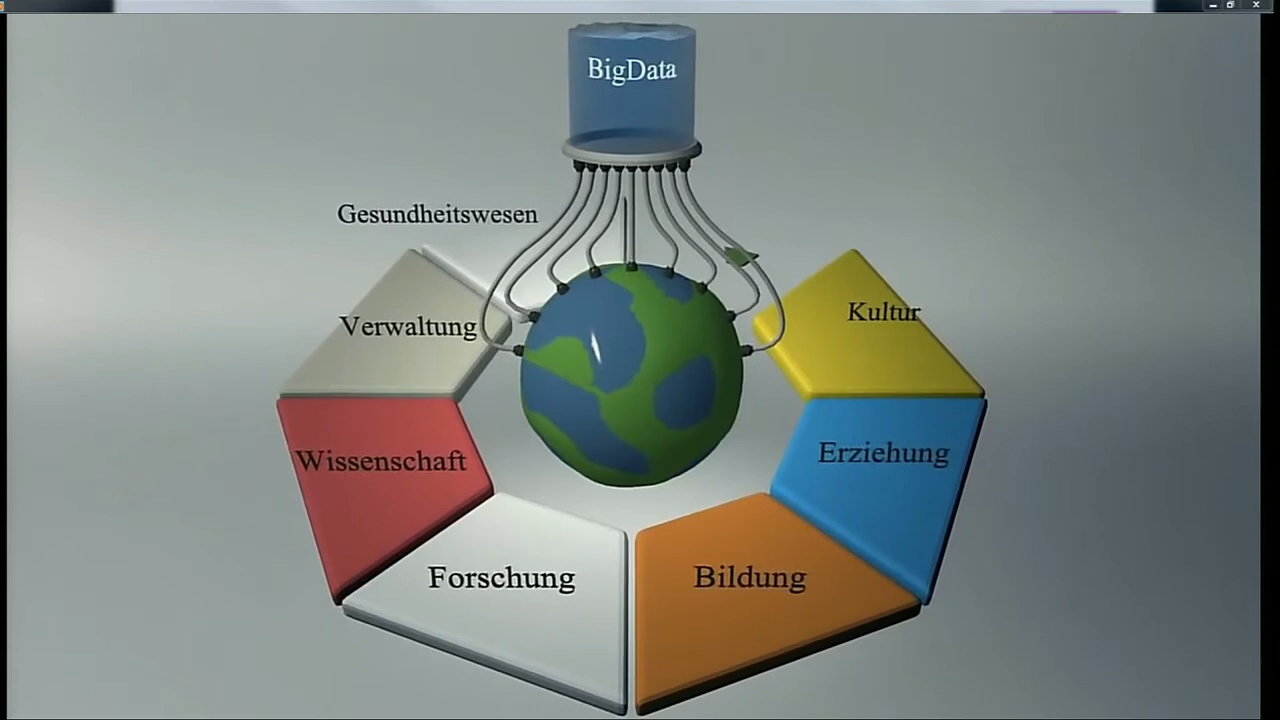 BigData
Gesundheitswesen
Verwaltung
Kultur
Wissenschaft
Erziehung
Forschung
Bildung